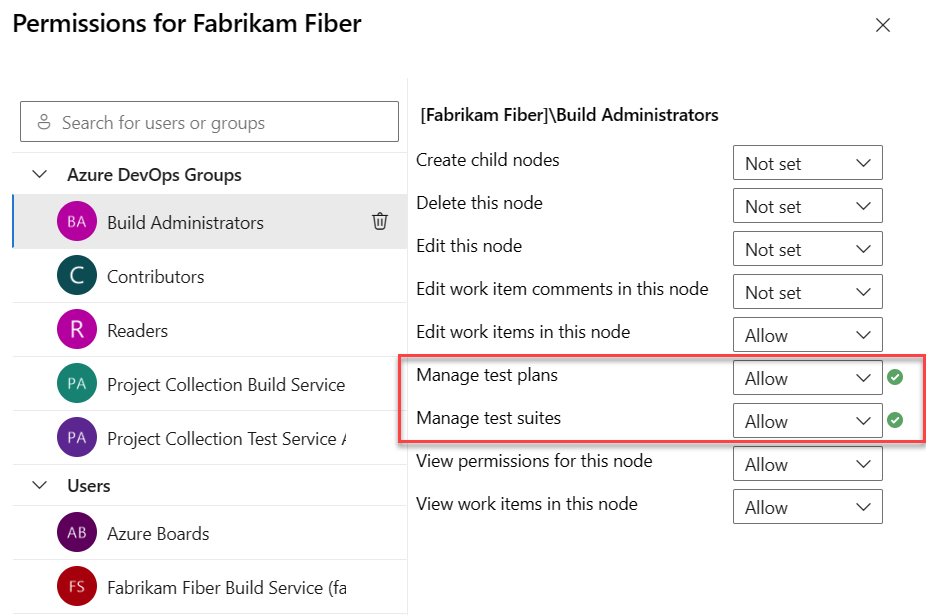 Permissions for Fabrikam Fiber
Search for users or groups
Azure DevOps Groups
BA Build Administrators
C Contributors
R Readers
PA Project Collection Build Service
PA Project Collection Test Service
Users
AB Azure Boards
FS Fabrikam Fiber Build Service (fa
[Fabrikam Fiber]\Build Administrators
Create child nodes Not set
Delete this node Not set
Edit this node Not set
Edit work item comments in this node Not set
Edit work items in this node Allow
Manage test plans Allow
Manage test suites Allow
View permissions for this node Allow
View work items in this node Allow